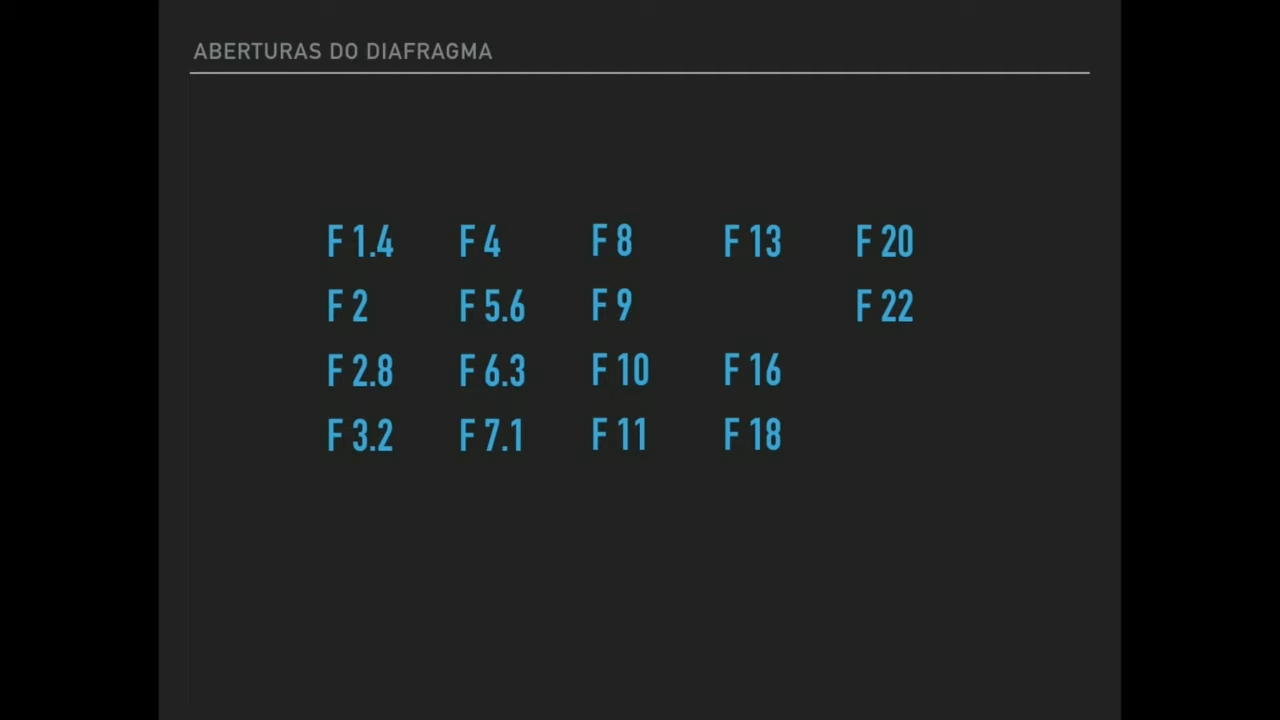 ABERTURAS DO DIAFRAGMA
F 1.4 F 4 F 8 F 13 F 20
F 2 F 5.6 F 9 F 22
F 2.8 F 6.3 F 10 F 16
F 3.2 F 7.1 F 11 F 18